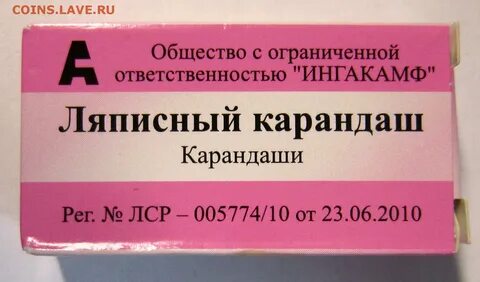 COINS.LAVE.RU
Общество с ограниченной
ответственностью "ИНГАКАМФ"
Ляписный карандаш
Карандаши
Рег. № ЛСР – 005774/10 от 23.06.2010